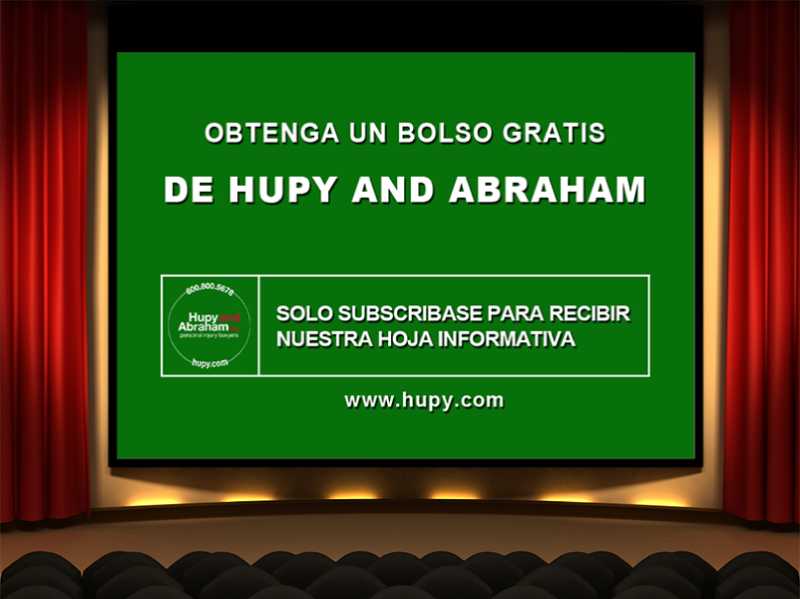 OBTENGA UN BOLSO GRATIS
DE HUPY AND ABRAHAM
800.800.5678
Hupy and
Abraham
personal injury lawyers
hupy.com
SOLO SUBSCRIBASE PARA RECIBIR
NUESTRA HOJA INFORMATIVA
www.hupy.com